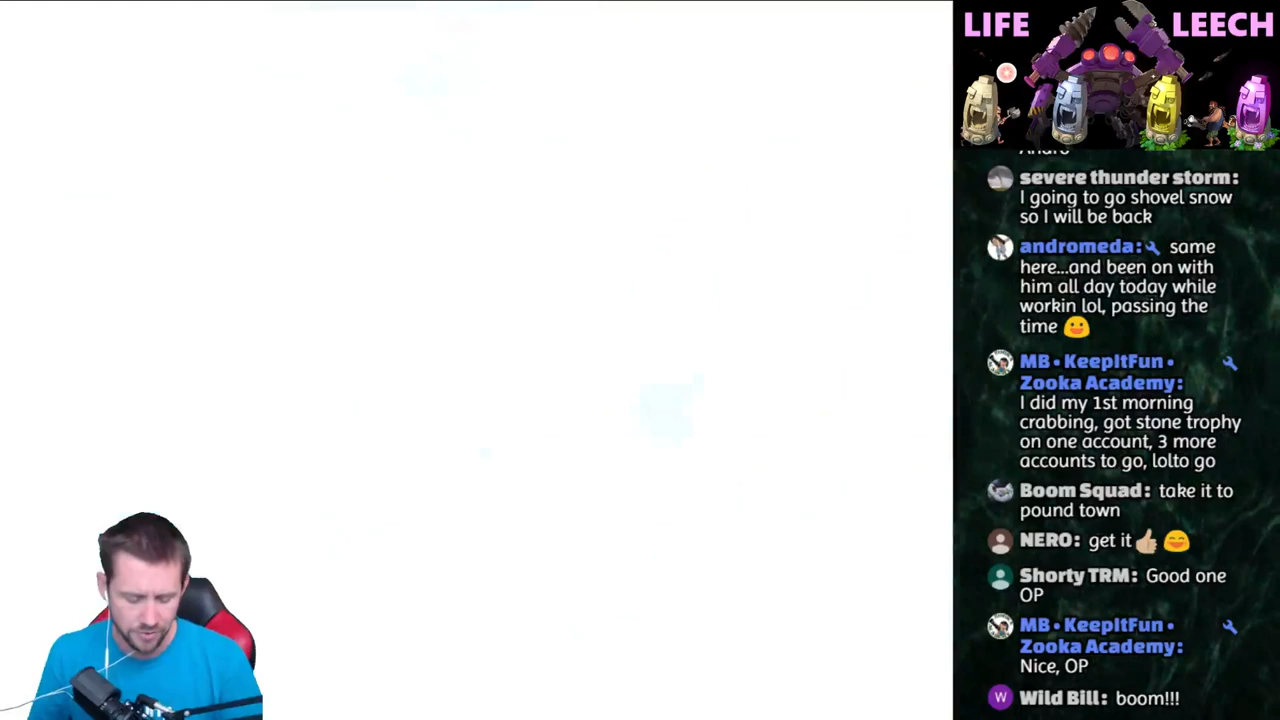 LIFE LEECH
severe thunder storm:
I going to go shovel snow
so I will be back
andromeda: same
here...and been on with
him all day today while
workin lol, passing the
time
MB • KeepItFun •
Zooka Academy:
I did my 1st morning
crabbing, got stone trophy
on one account, 3 more
accounts to go, lolto go
Boom Squad: take it to
pound town
NERO: get it
Shorty TRM: Good one
OP
MB • KeepItFun •
Zooka Academy:
Nice, OP
W Wild Bill: boom!!!